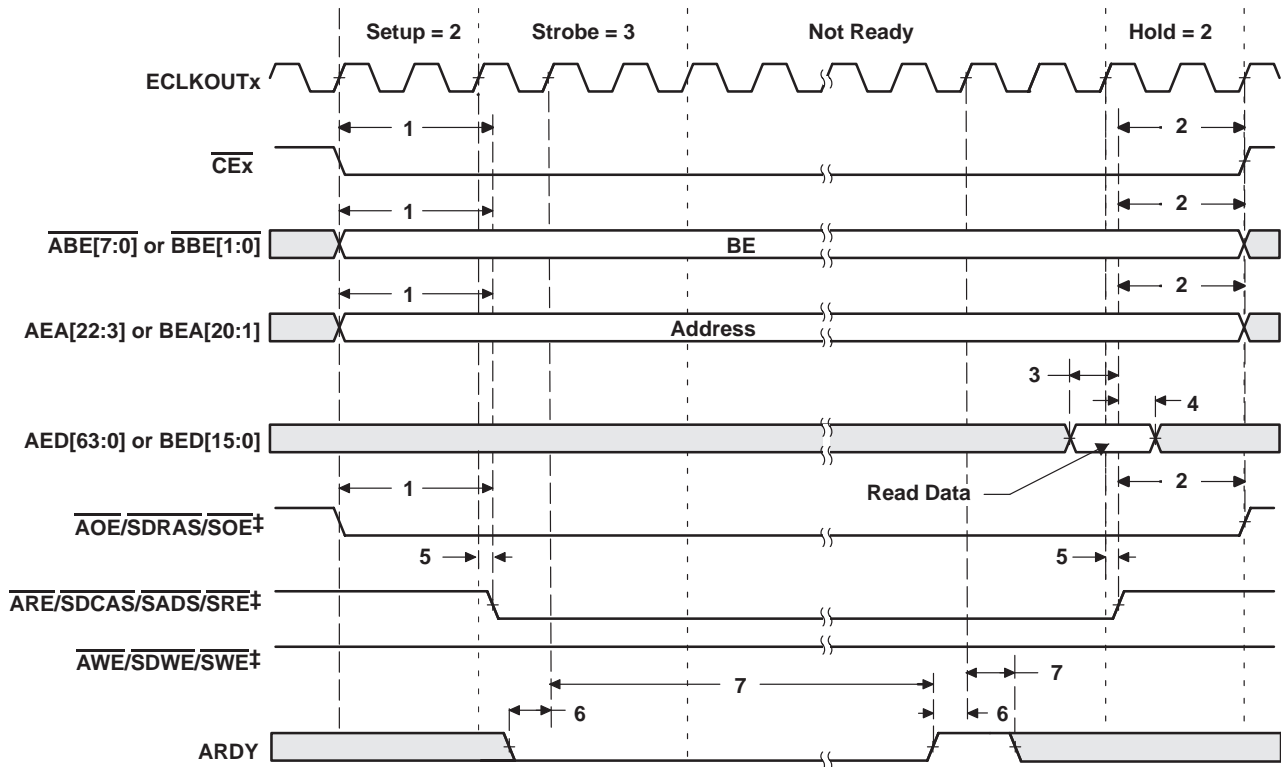 Setup = 2 Strobe = 3 Not Ready Hold = 2
ECLKOUTx
1 2
CEx
1 2
ABE[7:0] or BBE[1:0] BE
1 2
AEA[22:3] or BEA[20:1] Address
3
4
AED[63:0] or BED[15:0]
1 Read Data 2
AOE/SDRAS/SOE‡
5 5
ARE/SDCAS/SADS/SRE‡
AWE/SDWE/SWE‡
7 7
6 6
ARDY